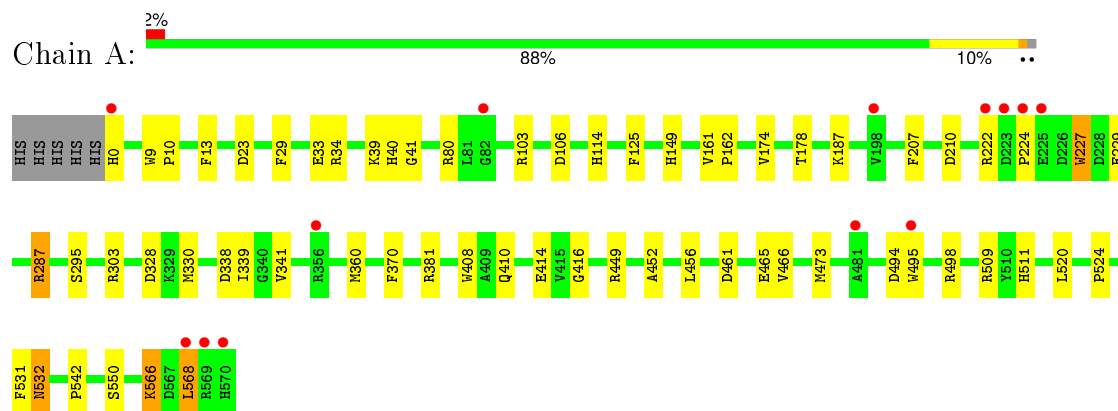 2%
Chain A:
88% 10% ••
HIS HIS HIS HIS HIS H0 W9 P10 F13 D23 F29 E33 R34 K39 H40 G41 R80 L81 G82 R103 D106 H114 F125 H149 V161 P162 V174 T178 K187 V198 F207 D210 R222 D223 P224 E225 D226 W227 D228
R287 S295 R303 D328 K329 M330 D338 I339 G340 V341 R356 M360 F370 R381 W408 A409 Q410 E414 V415 G416 R449 A452 L456 D461 E465 V466 M473 A481 D494 W495 R498 R509 Y510 H511 L520 P524
F531 N532 P542 S550 K566 D567 L568 R569 H570